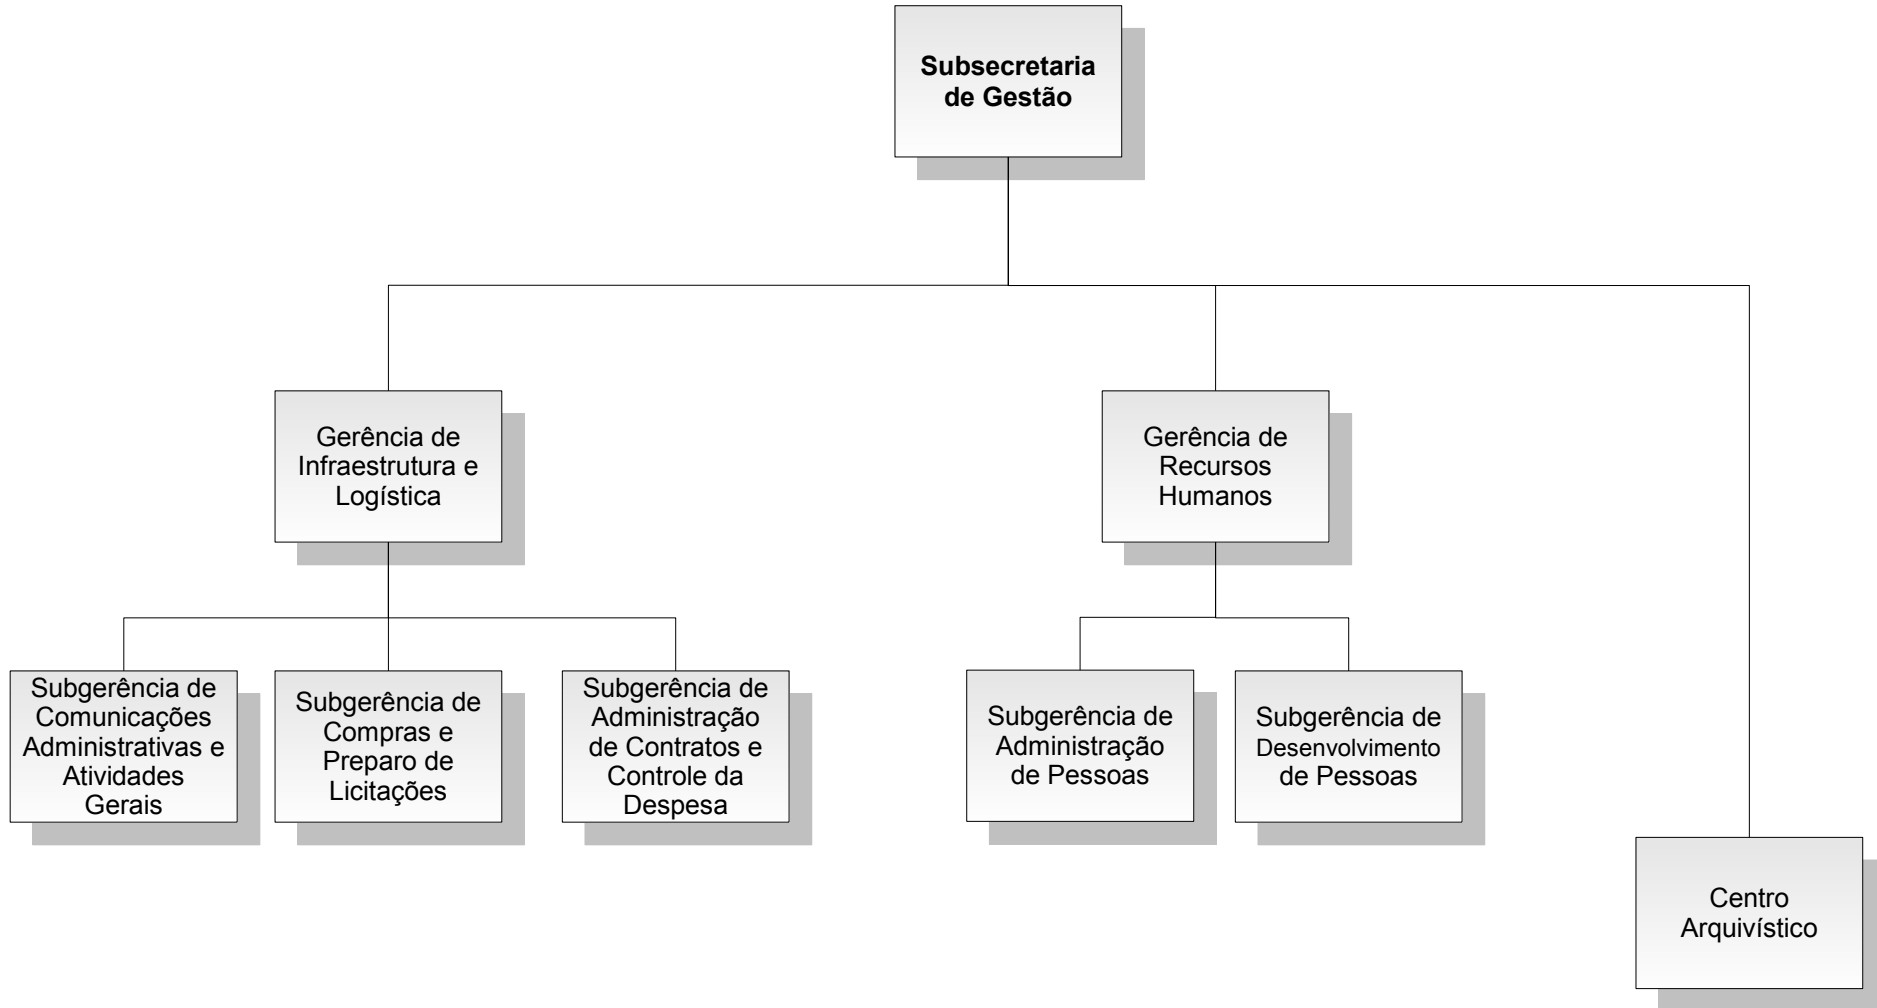 Subsecretaria
de Gestão
Gerência de
Infraestrutura e
Logística
Gerência de
Recursos
Humanos
Subgerência de
Comunicações
Administrativas e
Atividades
Gerais
Subgerência de
Compras e
Preparo de
Licitações
Subgerência de
Administração
de Contratos e
Controle da
Despesa
Subgerência de
Administração
de Pessoas
Subgerência de
Desenvolvimento
de Pessoas
Centro
Arquivístico